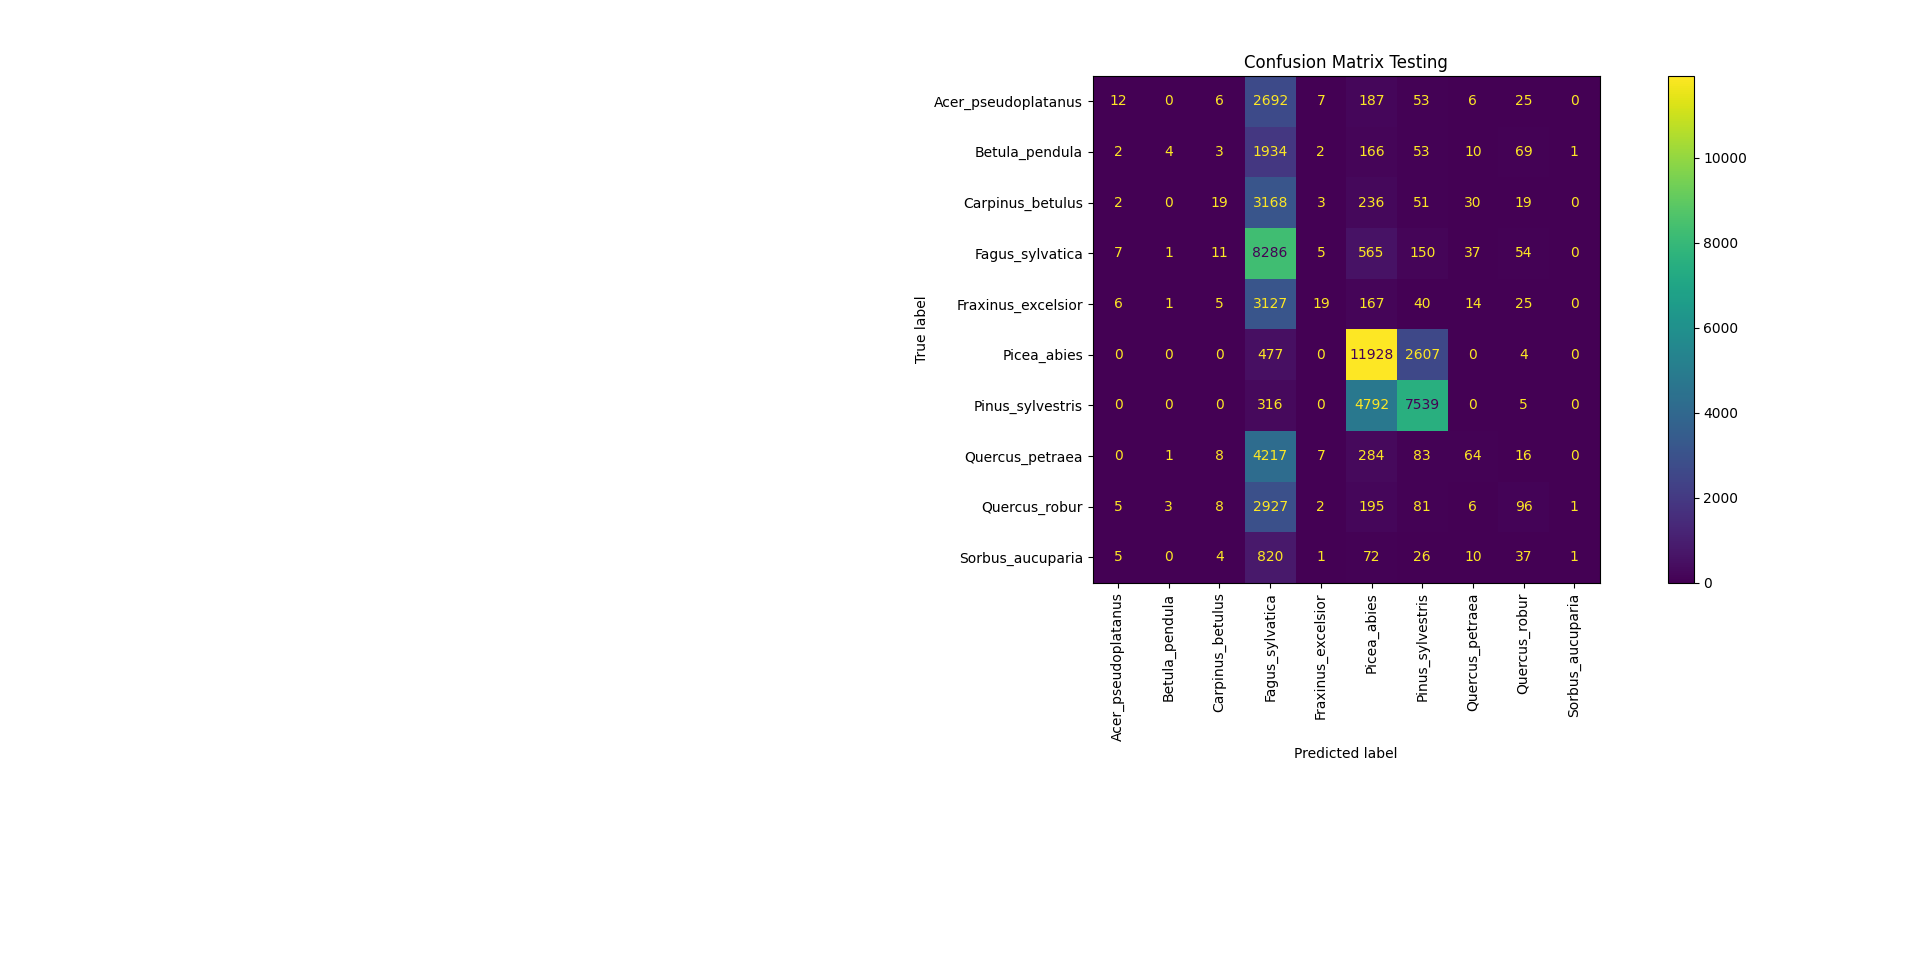 Confusion Matrix Testing
Acer_pseudoplatanus 12 0 6 2692 7 187 53 6 25 0
Betula_pendula 2 4 3 1934 2 166 53 10 69 1
Carpinus_betulus 2 0 19 3168 3 236 51 30 19 0
Fagus_sylvatica 7 1 11 8286 5 565 150 37 54 0
Fraxinus_excelsior 6 1 5 3127 19 167 40 14 25 0
Picea_abies 0 0 0 477 0 11928 2607 0 4 0
Pinus_sylvestris 0 0 0 316 0 4792 7539 0 5 0
Quercus_petraea 0 1 8 4217 7 284 83 64 16 0
Quercus_robur 5 3 8 2927 2 195 81 6 96 1
Sorbus_aucuparia 5 0 4 820 1 72 26 10 37 1
True label
Acer_pseudoplatanus
Betula_pendula
Carpinus_betulus
Fagus_sylvatica
Fraxinus_excelsior
Picea_abies
Pinus_sylvestris
Quercus_petraea
Quercus_robur
Sorbus_aucuparia
Predicted label
10000
8000
6000
4000
2000
0